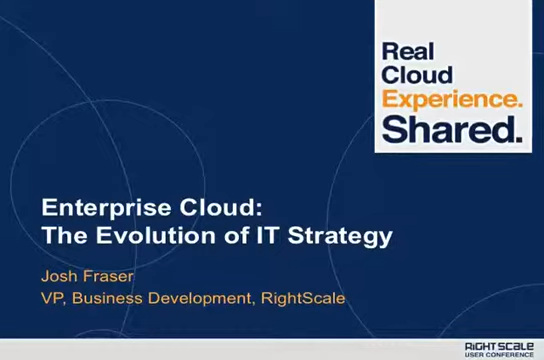 Real
Cloud
Experience.
Shared.
Enterprise Cloud:
The Evolution of IT Strategy
Josh Fraser
VP, Business Development, RightScale
RIGHTSCALE
USER CONFERENCE